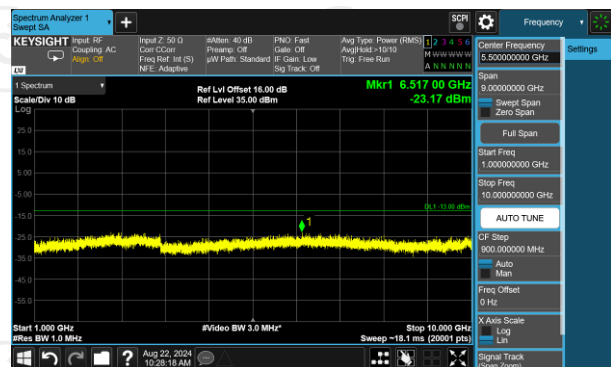 Spectrum Analyzer 1
Swept SA
+
SCPI
Frequency
KEYSIGHT
Input: RF
Coupling: AC
Align: Off
Input Z: 50 Ω
Corr CCorr
Freq Ref: Int (S)
NFE: Adaptive
#Atten: 40 dB
Preamp: Off
µW Path: Standard
PNO: Fast
Gate: Off
IF Gain: Low
Sig Track: Off
Avg Type: Power (RMS)
Avg|Hold:>10/10
Trig: Free Run
1 2 3 4 5 6
M W W W W W
A N N N N N
LXI
1 Spectrum
Scale/Div 10 dB
Log
Ref Lvl Offset 16.00 dB
Ref Level 35.00 dBm
Mkr1 6.517 00 GHz
-23.17 dBm
25.0
15.0
5.00
-5.00
DL1 -13.00 dBm
-15.0
1
-25.0
-35.0
-45.0
-55.0
Start 1.000 GHz
#Res BW 1.0 MHz
#Video BW 3.0 MHz*
Stop 10.000 GHz
Sweep ~18.1 ms (20001 pts)
?
Aug 22, 2024
10:28:18 AM
Center Frequency
5.500000000 GHz
Settings
Span
9.00000000 GHz
Swept Span
Zero Span
Full Span
Start Freq
1.000000000 GHz
Stop Freq
10.000000000 GHz
AUTO TUNE
CF Step
900.000000 MHz
Auto
Man
Freq Offset
0 Hz
X Axis Scale
Log
Lin
Signal Track
(Span Zoom)